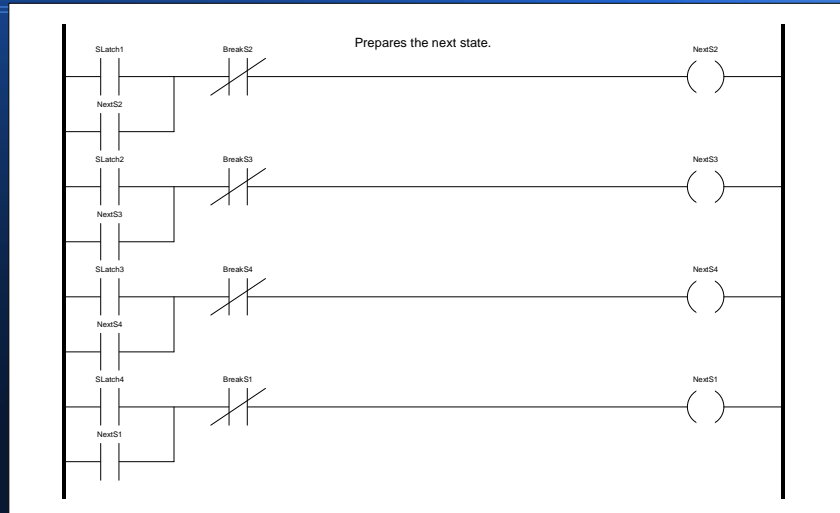 Prepares the next state.
SLatch1 BreakS2 NextS2
NextS2
SLatch2 BreakS3 NextS3
NextS3
SLatch3 BreakS4 NextS4
NextS4
SLatch4 BreakS1 NextS1
NextS1